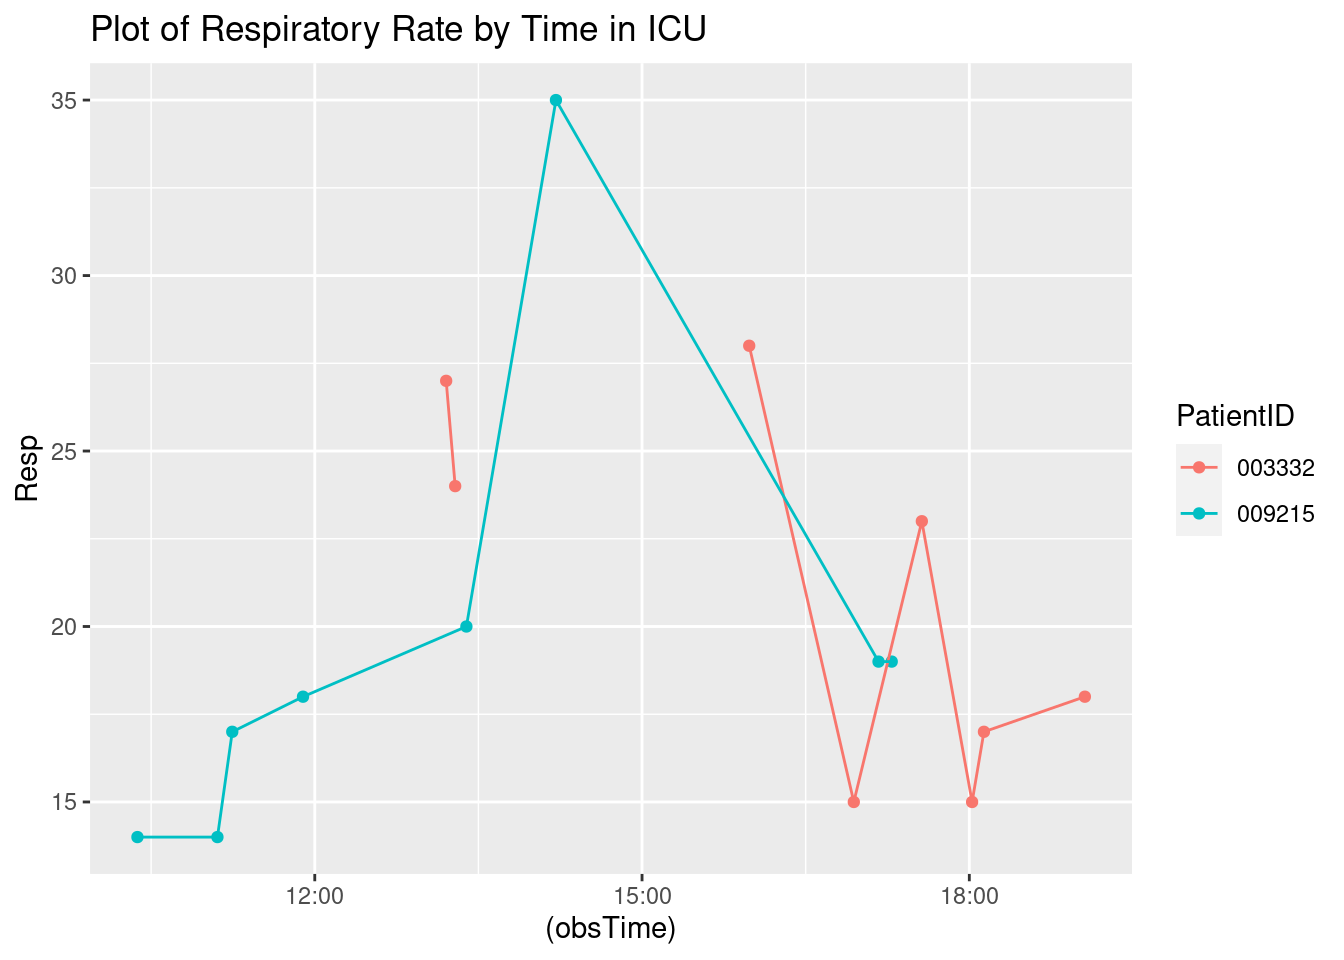 Plot of Respiratory Rate by Time in ICU
35
30
25
20
15
Resp
12:00 15:00 18:00
(obsTime)
PatientID
003332
009215